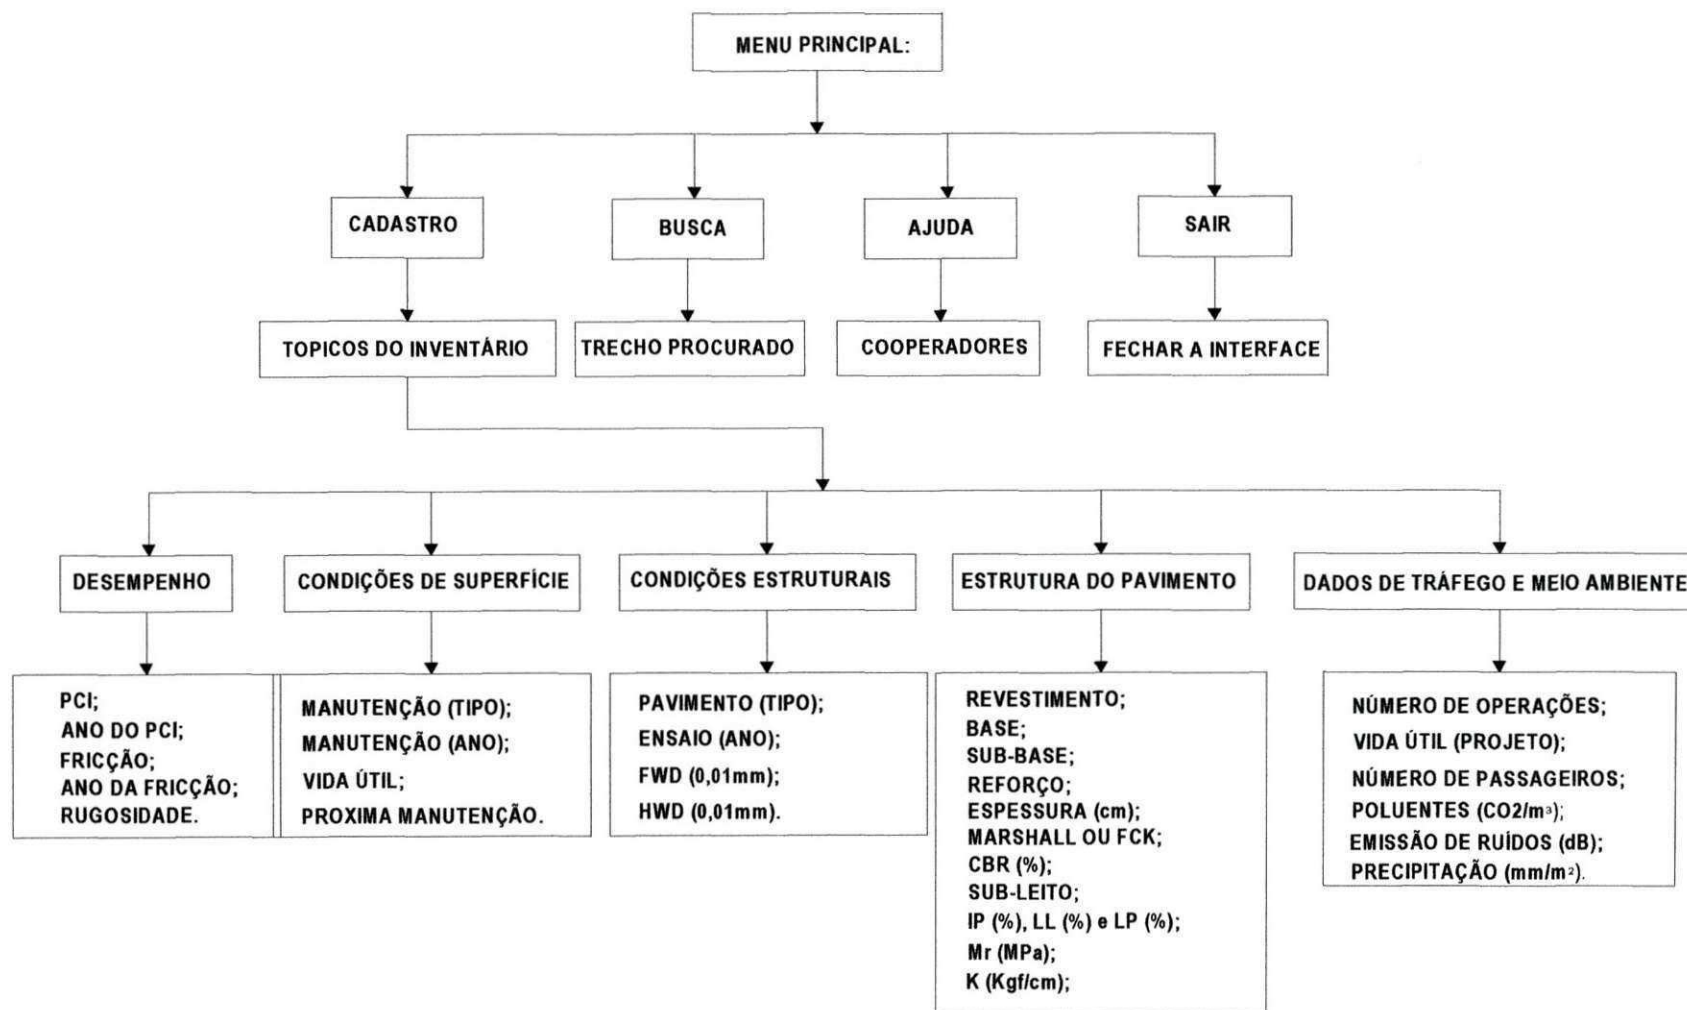 MENU PRINCIPAL:
CADASTRO
BUSCA
AJUDA
SAIR
TOPICOS DO INVENTÁRIO
TRECHO PROCURADO
COOPERADORES
FECHAR A INTERFACE
DESEMPENHO
CONDIÇÕES DE SUPERFÍCIE
CONDIÇÕES ESTRUTURAIS
ESTRUTURA DO PAVIMENTO
DADOS DE TRÁFEGO E MEIO AMBIENTE
PCI;
ANO DO PCI;
FRICÇÃO;
ANO DA FRICÇÃO;
RUGOSIDADE.
MANUTENÇÃO (TIPO);
MANUTENÇÃO (ANO);
VIDA ÚTIL;
PROXIMA MANUTENÇÃO.
PAVIMENTO (TIPO);
ENSAIO (ANO);
FWD (0,01mm);
HWD (0,01mm).
REVESTIMENTO;
BASE;
SUB-BASE;
REFORÇO;
ESPESSURA (cm);
MARSHALL OU FCK;
CBR (%);
SUB-LEITO;
IP (%), LL (%) e LP (%);
Mr (MPa);
K (Kgf/cm);
NÚMERO DE OPERAÇÕES;
VIDA ÚTIL (PROJETO);
NÚMERO DE PASSAGEIROS;
POLUENTES (CO2/m³);
EMISSÃO DE RUÍDOS (dB);
PRECIPITAÇÃO (mm/m²).